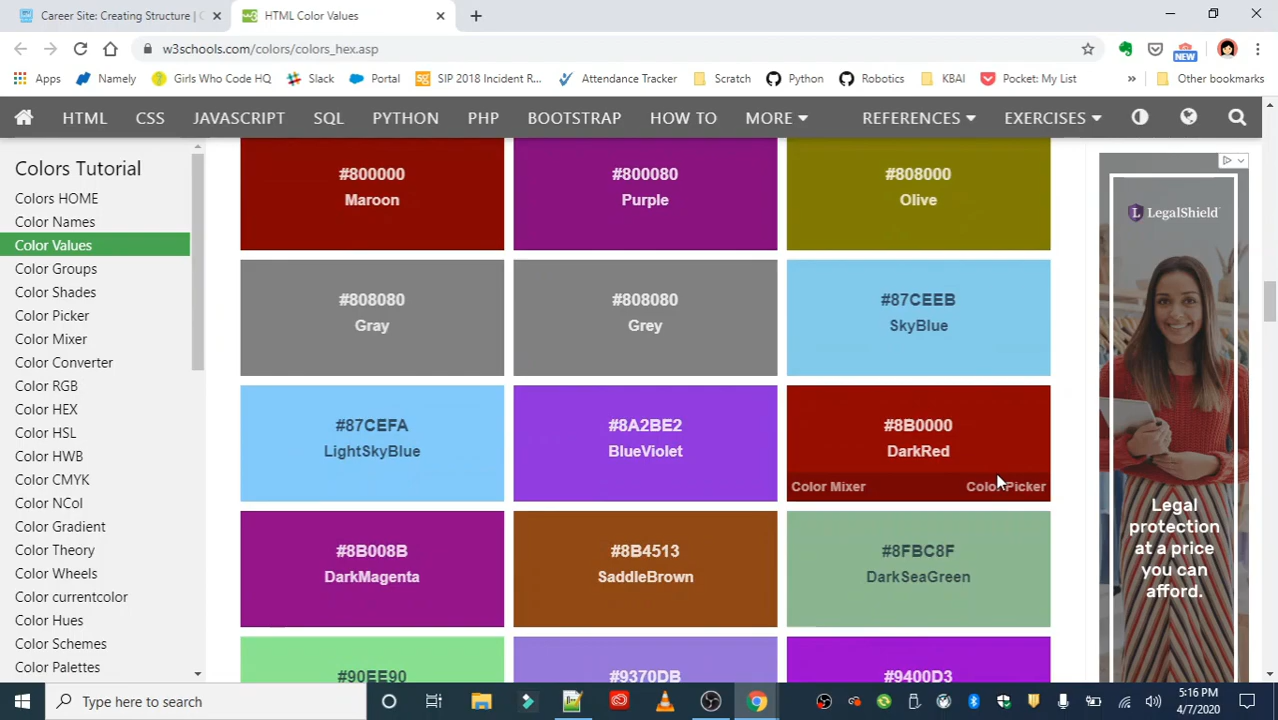 Career Site: Creating Structure | C
HTML Color Values
w3schools.com/colors/colors_hex.asp
NEW
Apps
Namely
Girls Who Code HQ
Slack
Portal
SIP 2018 Incident R...
Attendance Tracker
Scratch
Python
Robotics
KBAI
Pocket: My List
»
Other bookmarks
HTML
CSS
JAVASCRIPT
SQL
PYTHON
PHP
BOOTSTRAP
HOW TO
MORE
REFERENCES
EXERCISES
Colors Tutorial
Colors HOME
Color Names
Color Values
Color Groups
Color Shades
Color Picker
Color Mixer
Color Converter
Color RGB
Color HEX
Color HSL
Color HWB
Color CMYK
Color NCol
Color Gradient
Color Theory
Color Wheels
Color currentcolor
Color Hues
Color Schemes
Color Palettes
#800000
Maroon
#800080
Purple
#808000
Olive
#808080
Gray
#808080
Grey
#87CEEB
SkyBlue
#87CEFA
LightSkyBlue
#8A2BE2
BlueViolet
#8B0000
DarkRed
Color Mixer
Color Picker
#8B008B
DarkMagenta
#8B4513
SaddleBrown
#8FBC8F
DarkSeaGreen
#90EE90
#9370DB
#9400D3
LegalShield
Legal
protection
at a price
you can
afford.
Type here to search
5:16 PM
4/7/2020